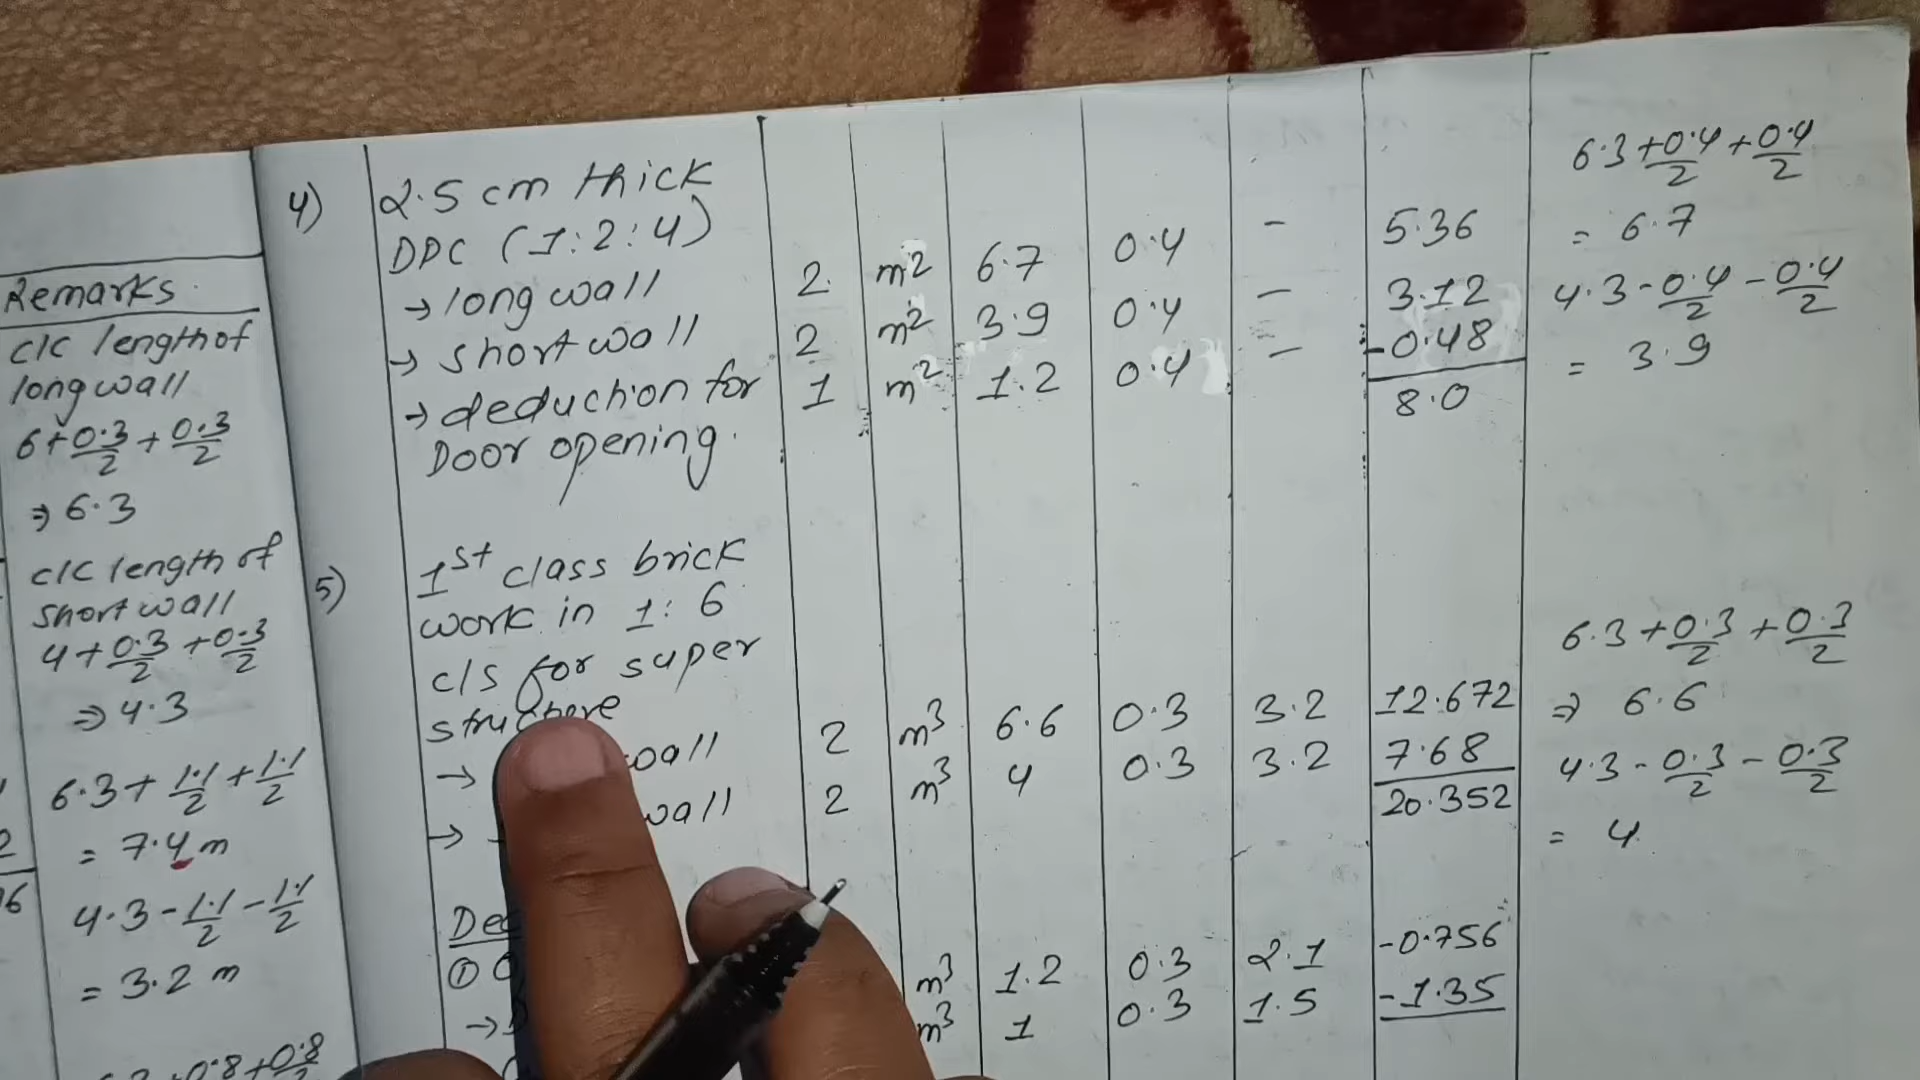 Remarks
c/c length of
long wall
6+0.3/2+0.3/2
⇒ 6.3
c/c length of
short wall
4+0.3/2+0.3/2
⇒ 4.3
6.3+1.1/2+1.1/2
= 7.4 m
4.3-1.1/2-1.1/2
= 3.2 m
4) 2.5 cm thick
DPC (1:2:4)
→ long wall 2 m² 6.7 0.4 - 5.36
→ short wall 2 m² 3.9 0.4 - 3.12
→ deduction for 1 m² 1.2 0.4 - -0.48
Door opening. 8.0
5) 1st class brick
work in 1:6
c/s for super
structure
→ wall 2 m³ 6.6 0.3 3.2 12.672
→ wall 2 m³ 4 0.3 3.2 7.68
20.352
① m³ 1.2 0.3 2.1 -0.756
→ m³ 1 0.3 1.5 -1.35
6.3+0.4/2+0.4/2
= 6.7
4.3-0.4/2-0.4/2
= 3.9
6.3+0.3/2+0.3/2
⇒ 6.6
4.3-0.3/2-0.3/2
= 4